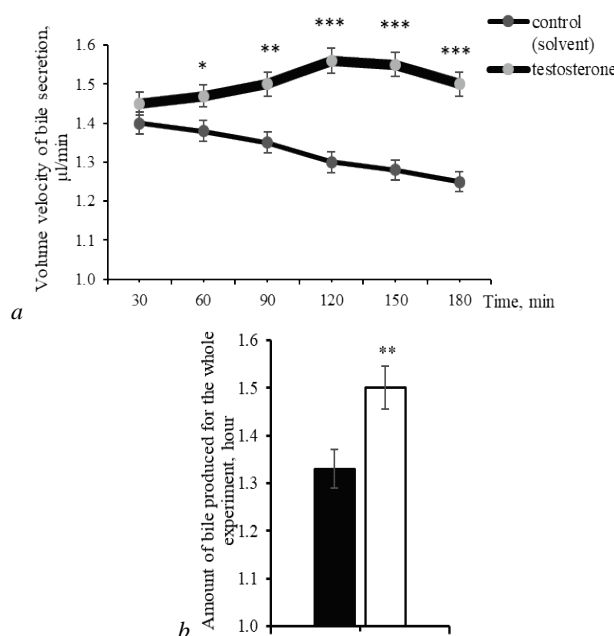 control
(solvent)
testosterone
* ** *** *** ***
Volume velocity of bile secretion,
µl/min
1.6
1.5
1.4
1.3
1.2
1.1
1.0
30 60 90 120 150 180 Time, min
a
Amount of bile produced for the whole
experiment, hour
1.6
1.5
1.4
1.3
1.2
1.1
1.0
**
b